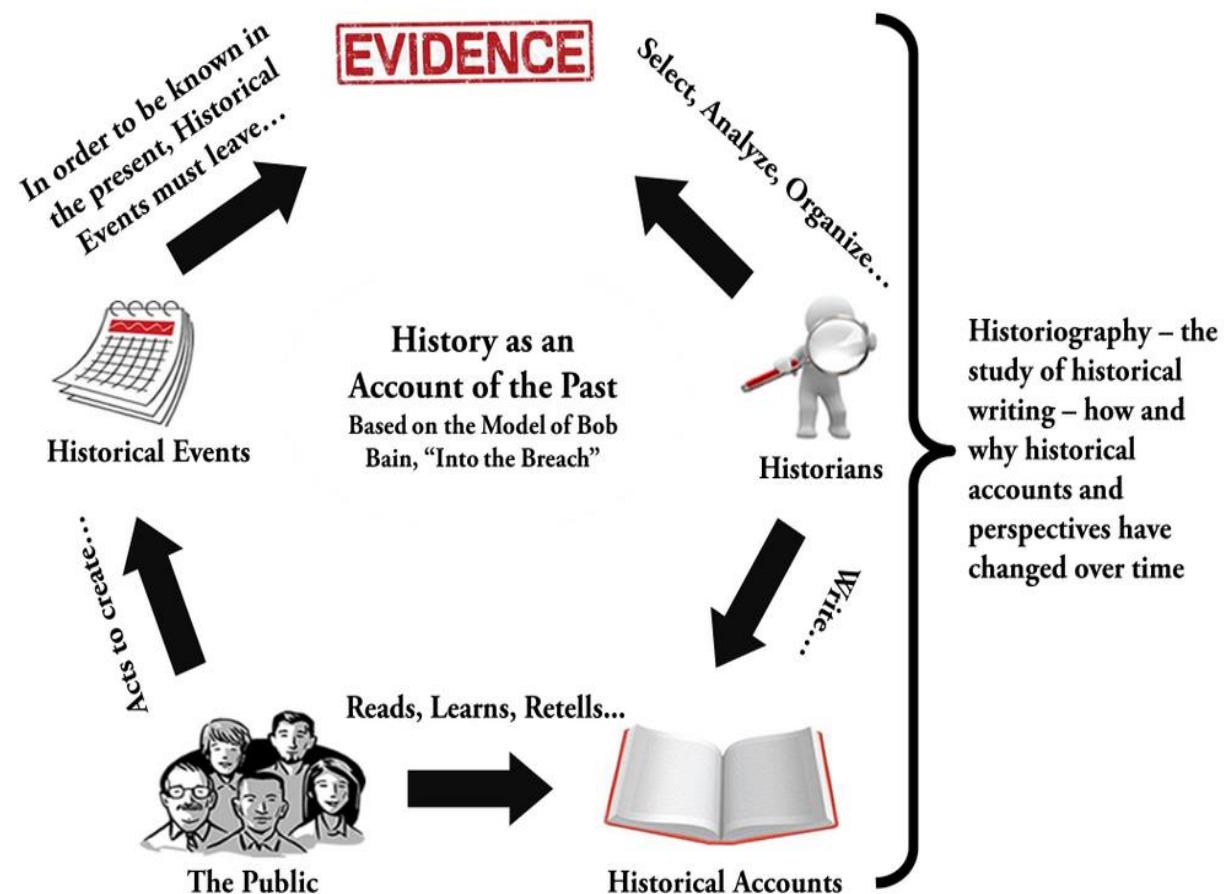 EVIDENCE
In order to be known in
the present, Historical
Events must leave...
Select, Analyze, Organize...
History as an
Account of the Past
Based on the Model of Bob
Bain, “Into the Breach”
Historical Events
Historians
Historiography – the
study of historical
writing – how and
why historical
accounts and
perspectives have
changed over time
Acts to create...
Write...
Reads, Learns, Retells...
The Public
Historical Accounts